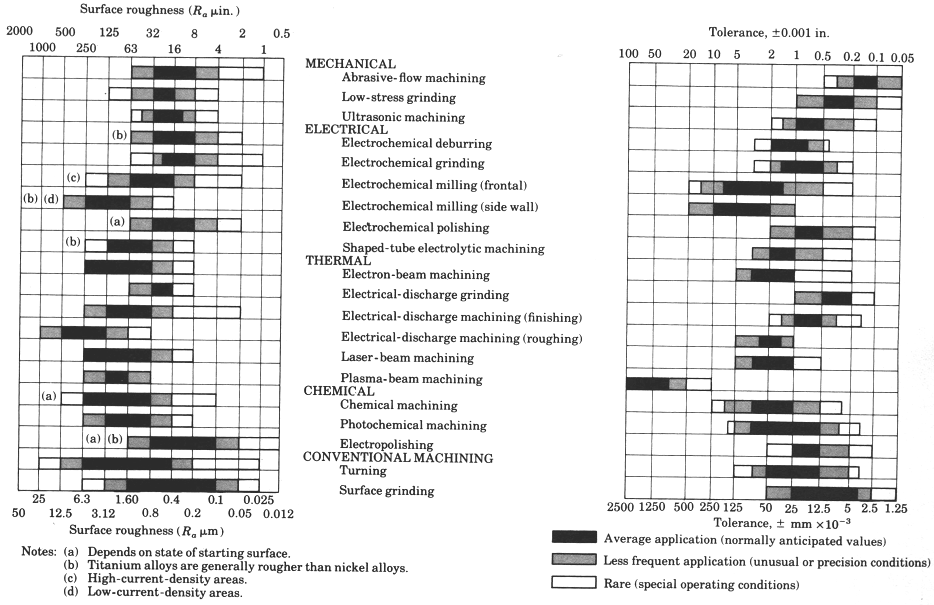 Surface roughness (Ra µin.)
2000 500 125 32 8 2 0.5
1000 250 63 16 4 1
Tolerance, ±0.001 in.
100 50 20 10 5 2 1 0.5 0.2 0.1 0.05
MECHANICAL
Abrasive-flow machining
Low-stress grinding
Ultrasonic machining
ELECTRICAL
(b) Electrochemical deburring
Electrochemical grinding
(c) Electrochemical milling (frontal)
(b) (d) Electrochemical milling (side wall)
(a) Electrochemical polishing
(b) Shaped-tube electrolytic machining
THERMAL
Electron-beam machining
Electrical-discharge grinding
Electrical-discharge machining (finishing)
Electrical-discharge machining (roughing)
Laser-beam machining
Plasma-beam machining
CHEMICAL
(a) Chemical machining
Photochemical machining
(a) (b) Electropolishing
CONVENTIONAL MACHINING
Turning
Surface grinding
25 6.3 1.60 0.4 0.1 0.025
50 12.5 3.12 0.8 0.2 0.05 0.012
Surface roughness (Ra µm)
2500 1250 500 250 125 50 25 12.5 5 2.5 1.25
Tolerance, ± mm ×10⁻³
Notes: (a) Depends on state of starting surface.
(b) Titanium alloys are generally rougher than nickel alloys.
(c) High-current-density areas.
(d) Low-current-density areas.
Average application (normally anticipated values)
Less frequent application (unusual or precision conditions)
Rare (special operating conditions)